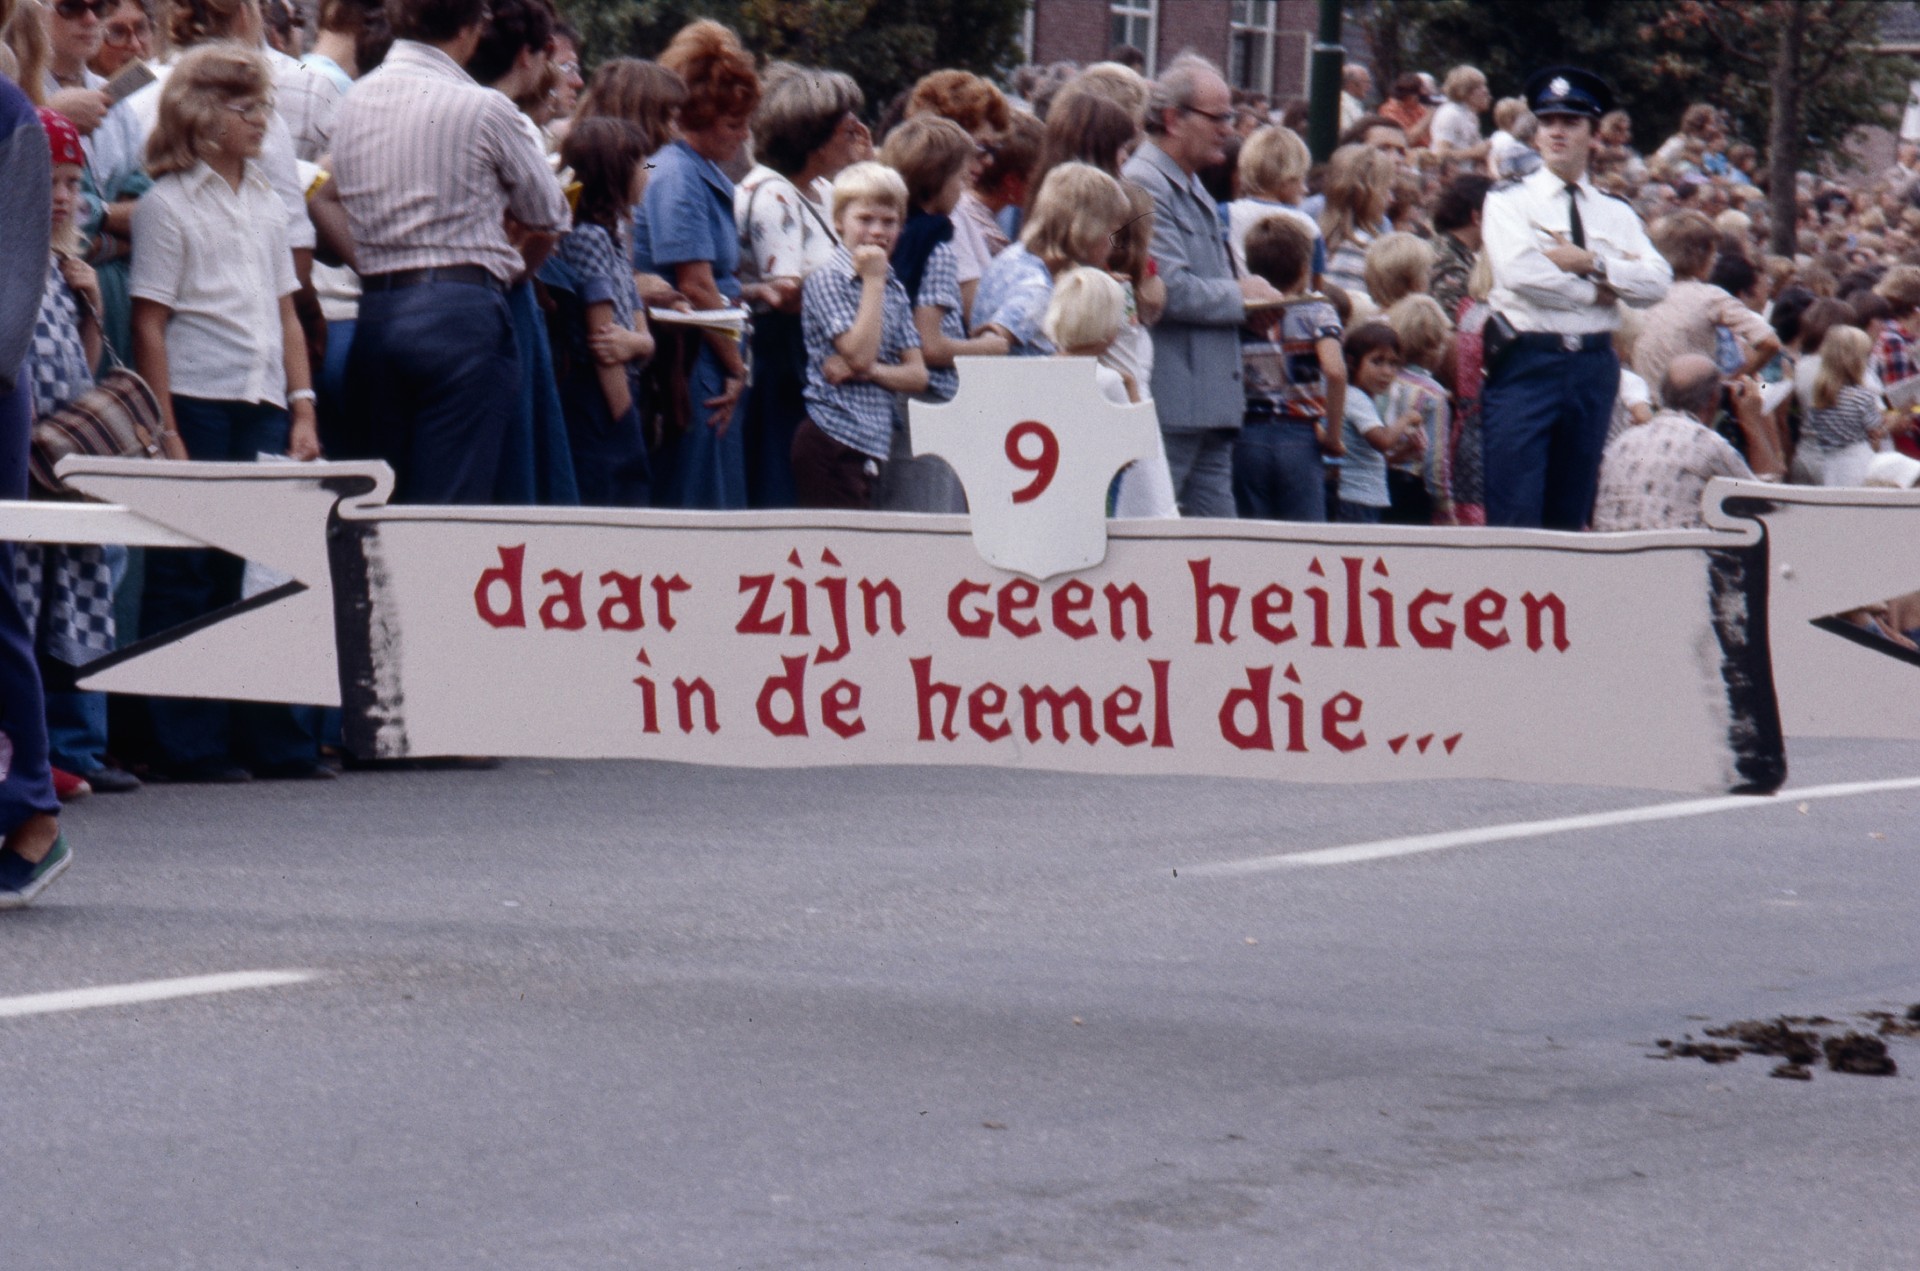 9
daar zijn geen heiligen
in de hemel die...